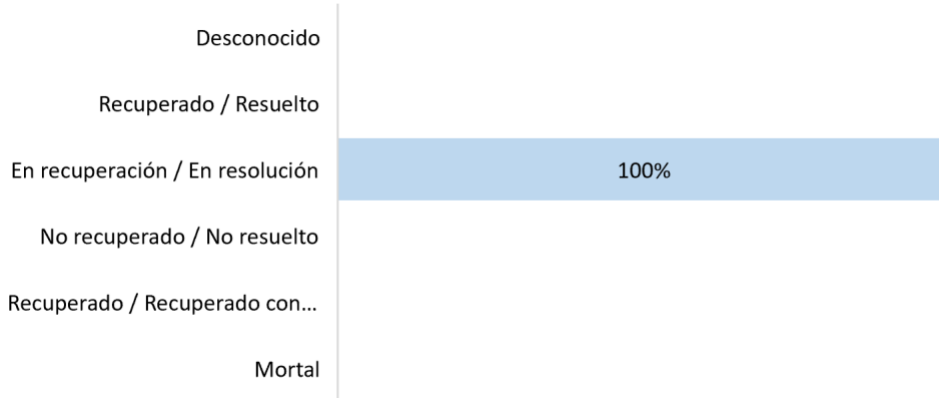 Desconocido
Recuperado / Resuelto
En recuperación / En resolución
100%
No recuperado / No resuelto
Recuperado / Recuperado con...
Mortal